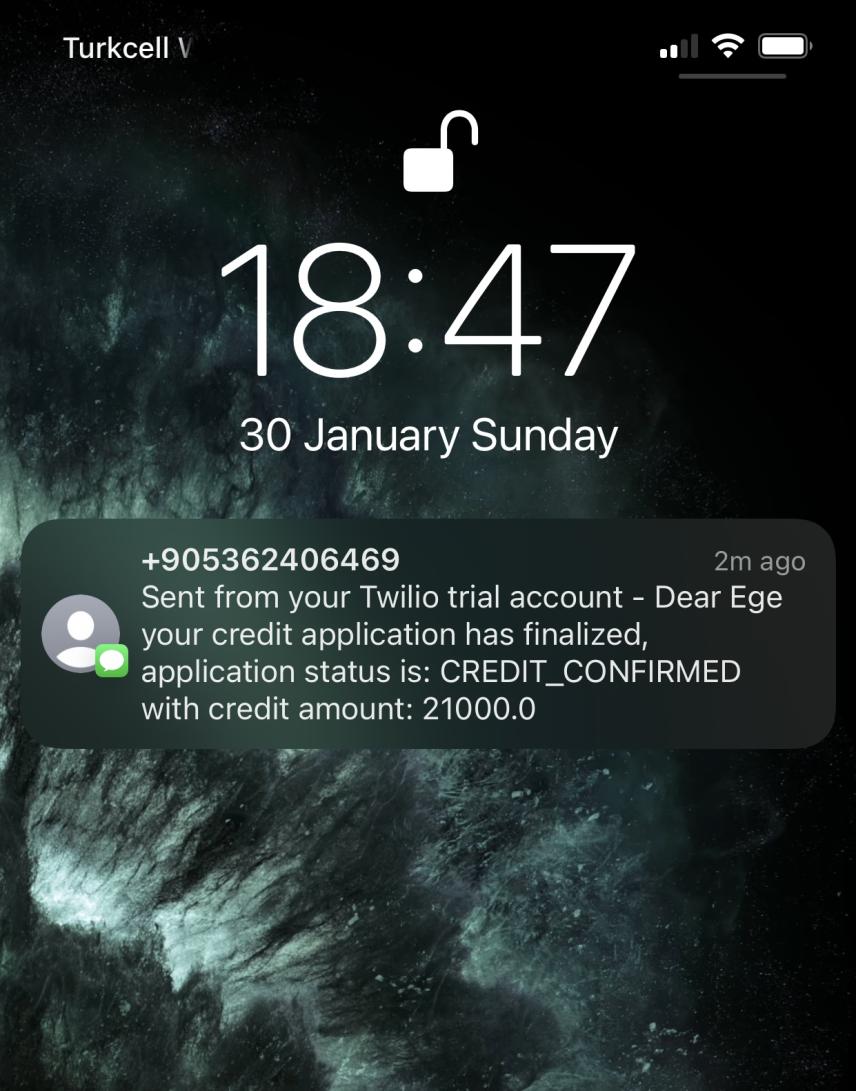 Turkcell
18:47
30 January Sunday
+905362406469
2m ago
Sent from your Twilio trial account - Dear Ege
your credit application has finalized,
application status is: CREDIT_CONFIRMED
with credit amount: 21000.0